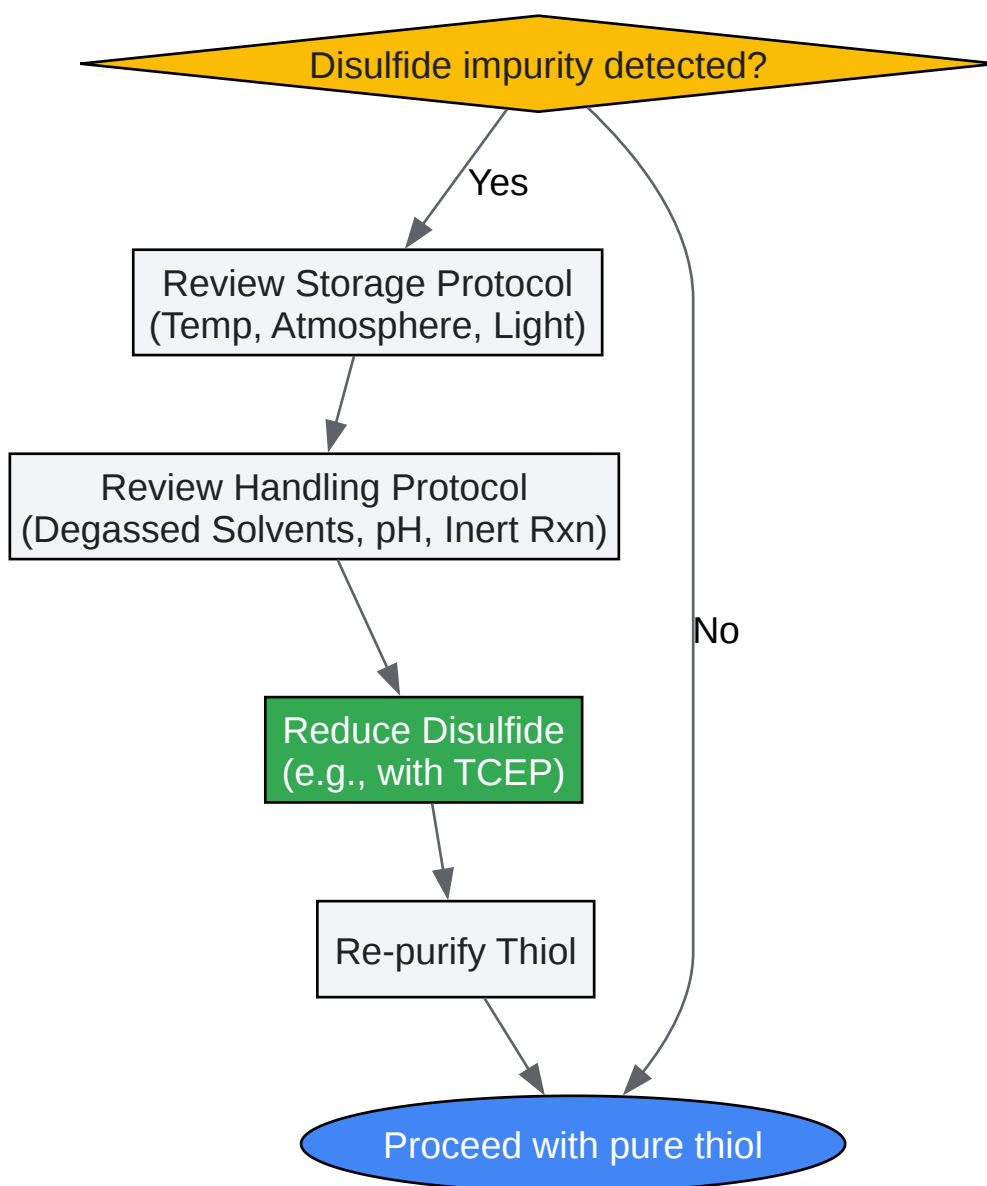 Disulfide impurity detected?
Yes
Review Storage Protocol
(Temp, Atmosphere, Light)
Review Handling Protocol
(Degassed Solvents, pH, Inert Rxn)
No
Reduce Disulfide
(e.g., with TCEP)
Re-purify Thiol
Proceed with pure thiol